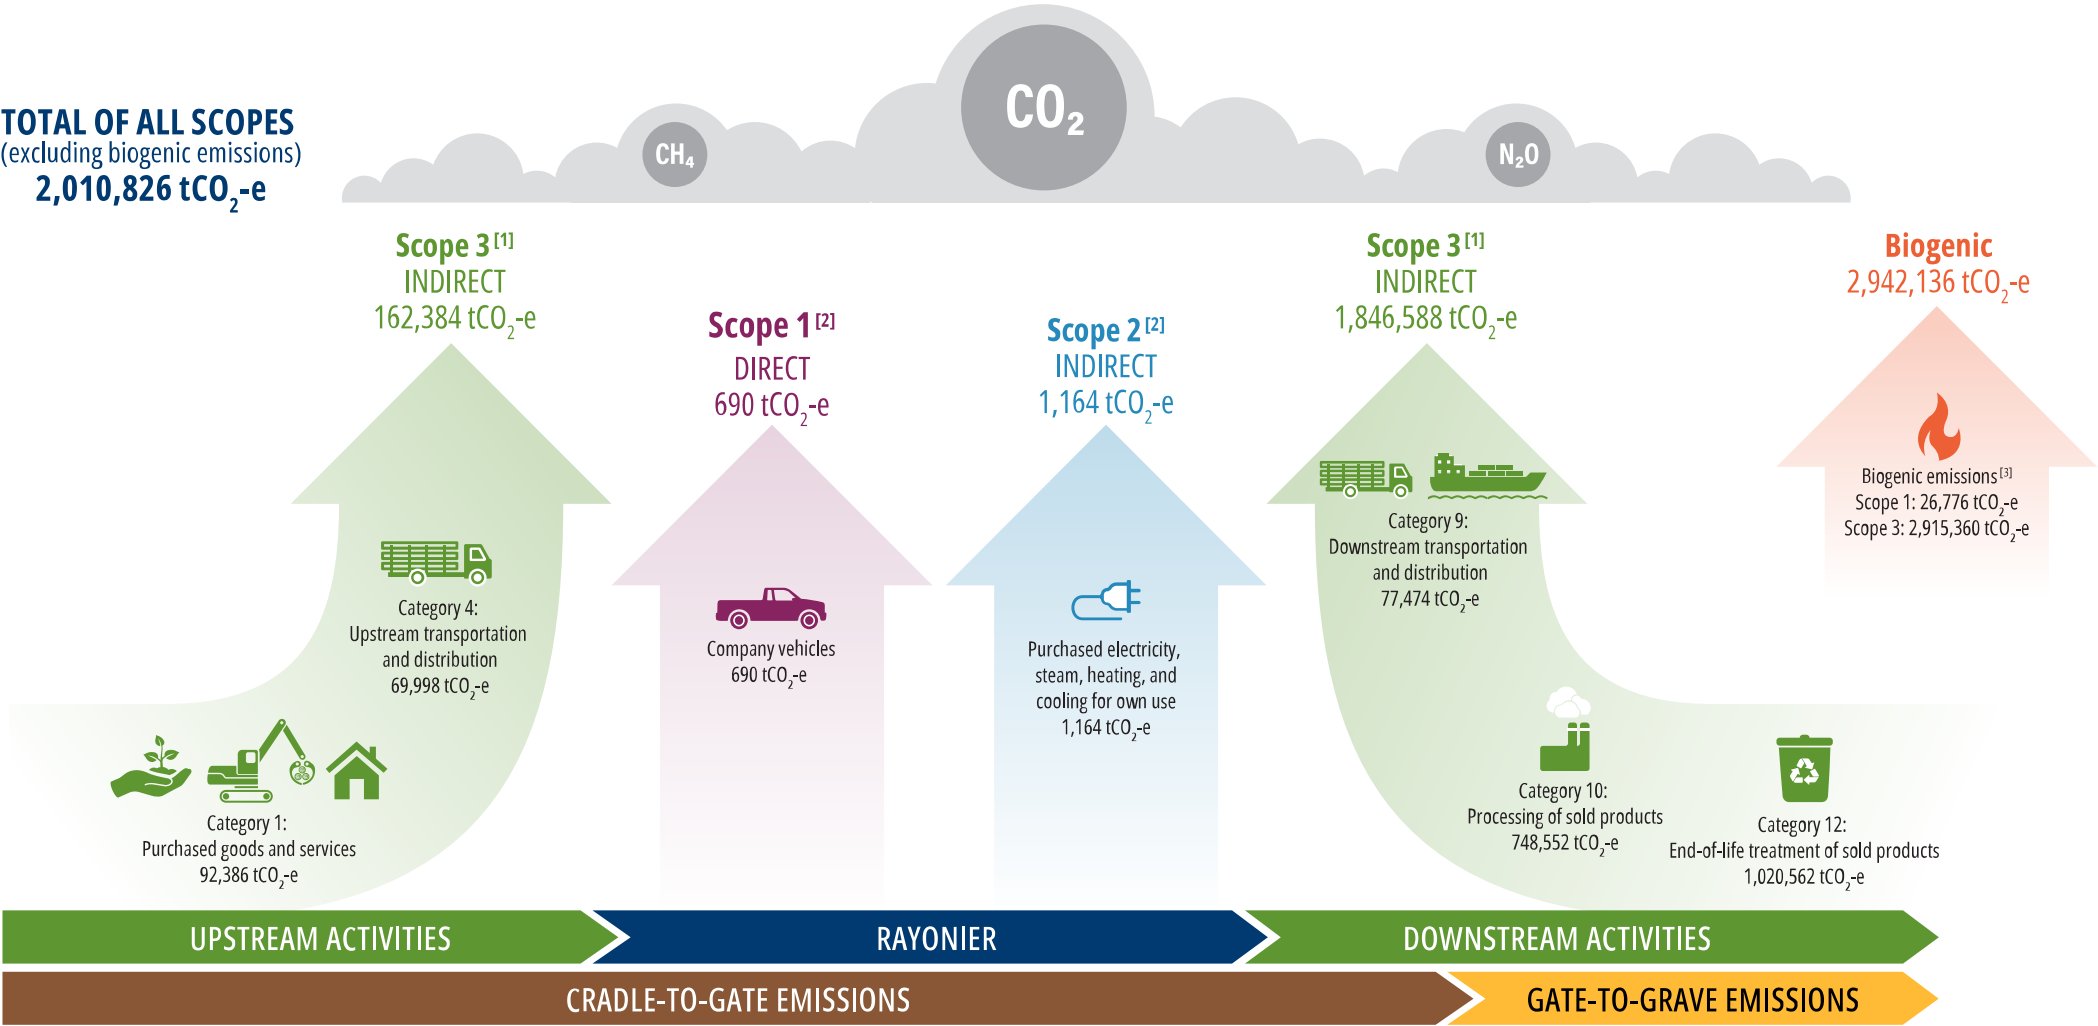 TOTAL OF ALL SCOPES
(excluding biogenic emissions)
2,010,826 tCO₂-e
CH₄
CO₂
N₂O
Scope 3 [1]
INDIRECT
162,384 tCO₂-e
Category 4:
Upstream transportation
and distribution
69,998 tCO₂-e
Category 1:
Purchased goods and services
92,386 tCO₂-e
Scope 1 [2]
DIRECT
690 tCO₂-e
Company vehicles
690 tCO₂-e
Scope 2 [2]
INDIRECT
1,164 tCO₂-e
Purchased electricity,
steam, heating, and
cooling for own use
1,164 tCO₂-e
Scope 3 [1]
INDIRECT
1,846,588 tCO₂-e
Category 9:
Downstream transportation
and distribution
77,474 tCO₂-e
Category 10:
Processing of sold products
748,552 tCO₂-e
Category 12:
End-of-life treatment of sold products
1,020,562 tCO₂-e
Biogenic
2,942,136 tCO₂-e
Biogenic emissions [3]
Scope 1: 26,776 tCO₂-e
Scope 3: 2,915,360 tCO₂-e
UPSTREAM ACTIVITIES
RAYONIER
DOWNSTREAM ACTIVITIES
CRADLE-TO-GATE EMISSIONS
GATE-TO-GRAVE EMISSIONS